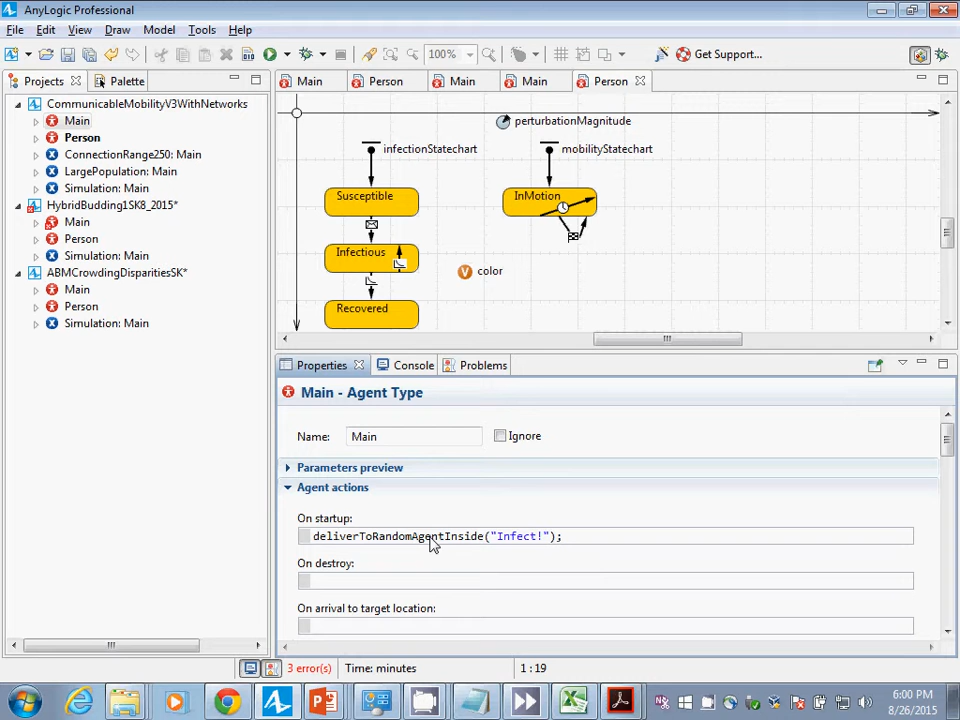 AnyLogic Professional
File Edit View Draw Model Tools Help
100% Get Support...
Projects Palette
Main Person Main Main Person
CommunicableMobilityV3WithNetworks
Main
Person
ConnectionRange250: Main
LargePopulation: Main
Simulation: Main
HybridBudding1SK8_2015*
Main
Person
Simulation: Main
ABMCrowdingDisparitiesSK*
Main
Person
Simulation: Main
perturbationMagnitude
infectionStatechart
mobilityStatechart
Susceptible
InMotion
Infectious
V color
Recovered
Properties Console Problems
Main - Agent Type
Name: Main Ignore
Parameters preview
Agent actions
On startup:
deliverToRandomAgentInside("Infect!");
On destroy:
On arrival to target location:
3 error(s) Time: minutes 1 : 19
6:00 PM
8/26/2015